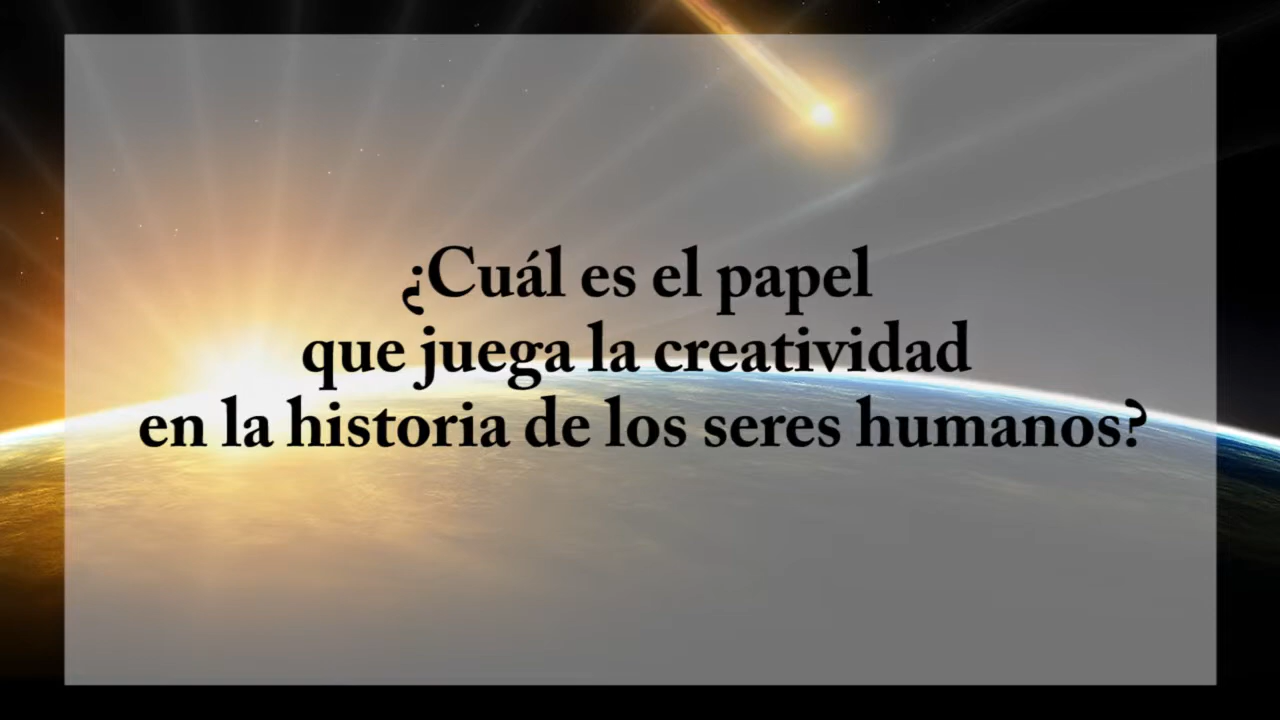 ¿Cuál es el papel
que juega la creatividad
en la historia de los seres humanos?